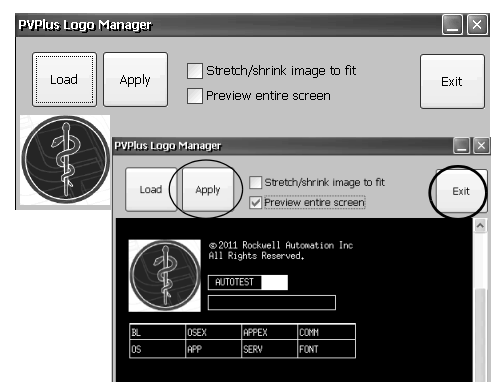 PVPlus Logo Manager
Load
Apply
Stretch/shrink image to fit
Preview entire screen
Exit
PVPlus Logo Manager
Load
Apply
Stretch/shrink image to fit
Preview entire screen
Exit
©2011 Rockwell Automation Inc
All Rights Reserved.
AUTOTEST
BL OSEX APPEX COMM
OS APP SERV FONT